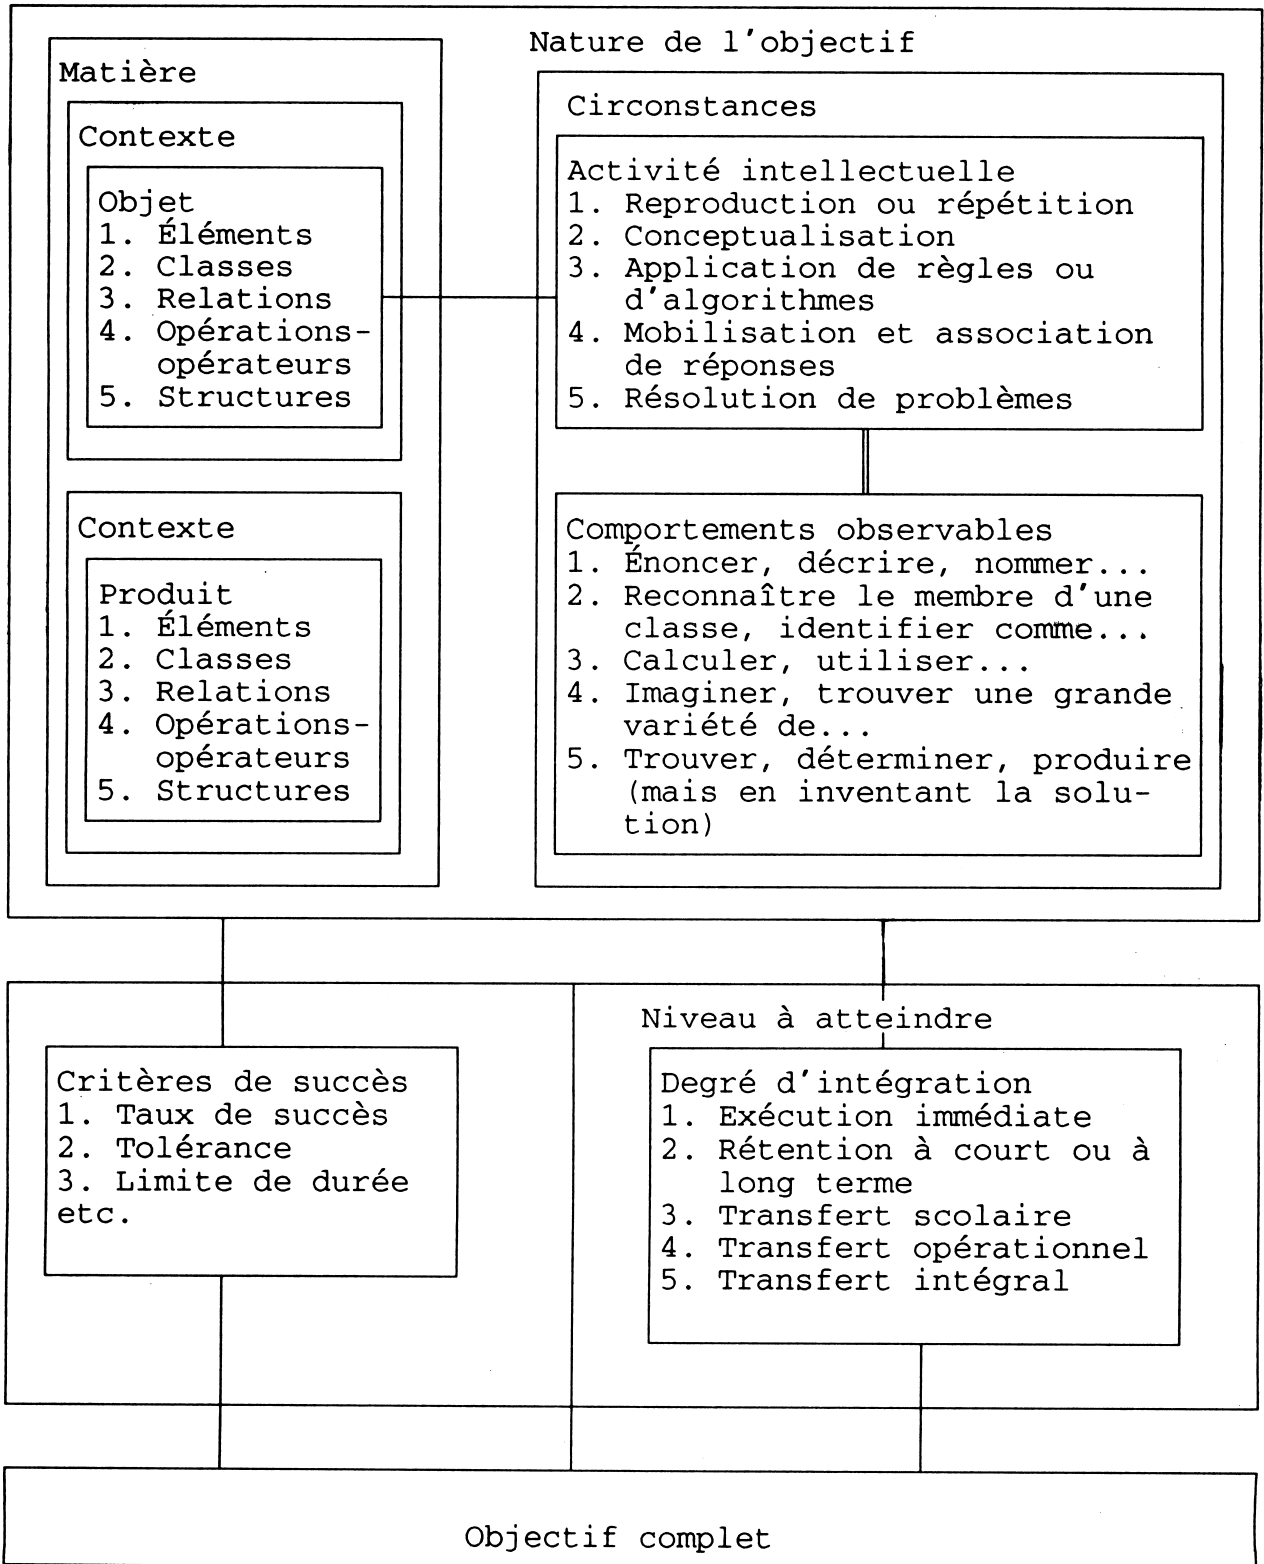 Nature de l'objectif
Matière
Contexte
Objet
1. Éléments
2. Classes
3. Relations
4. Opérations-
opérateurs
5. Structures
Contexte
Produit
1. Éléments
2. Classes
3. Relations
4. Opérations-
opérateurs
5. Structures
Circonstances
Activité intellectuelle
1. Reproduction ou répétition
2. Conceptualisation
3. Application de règles ou
d'algorithmes
4. Mobilisation et association
de réponses
5. Résolution de problèmes
Comportements observables
1. Énoncer, décrire, nommer...
2. Reconnaître le membre d'une
classe, identifier comme...
3. Calculer, utiliser...
4. Imaginer, trouver une grande
variété de...
5. Trouver, déterminer, produire
(mais en inventant la solu-
tion)
Critères de succès
1. Taux de succès
2. Tolérance
3. Limite de durée
etc.
Niveau à atteindre
Degré d'intégration
1. Exécution immédiate
2. Rétention à court ou à
long terme
3. Transfert scolaire
4. Transfert opérationnel
5. Transfert intégral
Objectif complet